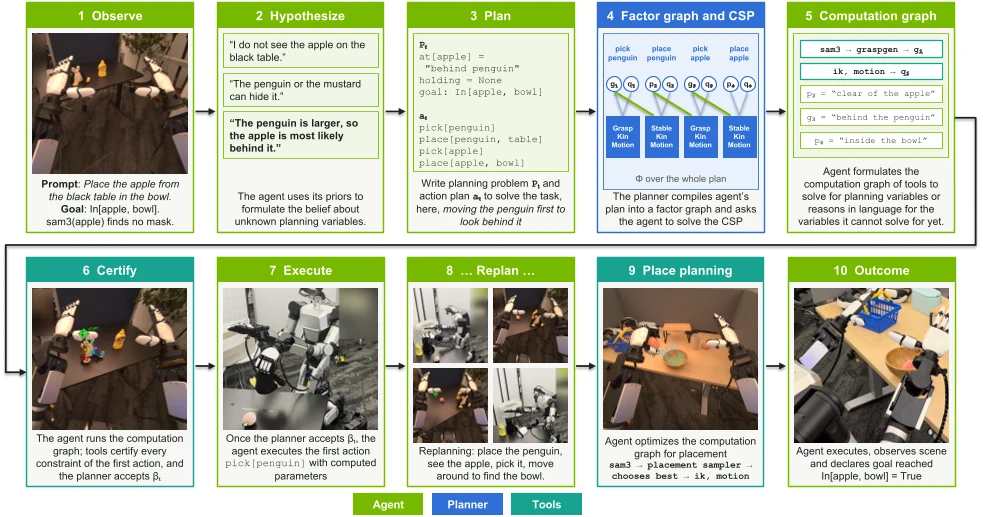 1 Observe
Prompt: Place the apple from
the black table in the bowl.
Goal: In[apple, bowl].
sam3(apple) finds no mask.
2 Hypothesize
“I do not see the apple on the
black table.”
“The penguin or the mustard
can hide it.”
“The penguin is larger, so
the apple is most likely
behind it.”
The agent uses its priors to
formulate the belief about
unknown planning variables.
3 Plan
Pₜ
at[apple] =
"behind penguin"
holding = None
goal: In[apple, bowl]
aₜ
pick[penguin]
place[penguin, table]
pick[apple]
place[apple, bowl]
Write planning problem Pₜ and
action plan aₜ to solve the task,
here, moving the penguin first to
look behind it
4 Factor graph and CSP
pick penguin
place penguin
pick apple
place apple
g₁ q₁ p₂ q₂ g₃ q₃ p₄ q₄
Grasp Kin Motion
Stable Kin Motion
Grasp Kin Motion
Stable Kin Motion
Φ over the whole plan
The planner compiles agent's
plan into a factor graph and asks
the agent to solve the CSP
5 Computation graph
sam3 → graspgen → g₁
ik, motion → q₁
p₂ = “clear of the apple”
g₃ = “behind the penguin”
p₄ = “inside the bowl”
Agent formulates the
computation graph of tools to
solve for planning variables or
reasons in language for the
variables it cannot solve for yet.
6 Certify
The agent runs the computation
graph; tools certify every
constraint of the first action, and
the planner accepts βₜ
7 Execute
Once the planner accepts βₜ, the
agent executes the first action
pick[penguin] with computed
parameters
8 … Replan …
Replanning: place the penguin,
see the apple, pick it, move
around to find the bowl.
9 Place planning
Agent optimizes the computation
graph for placement
sam3 → placement sampler →
chooses best → ik, motion
10 Outcome
Agent executes, observes scene
and declares goal reached
In[apple, bowl] = True
Agent
Planner
Tools